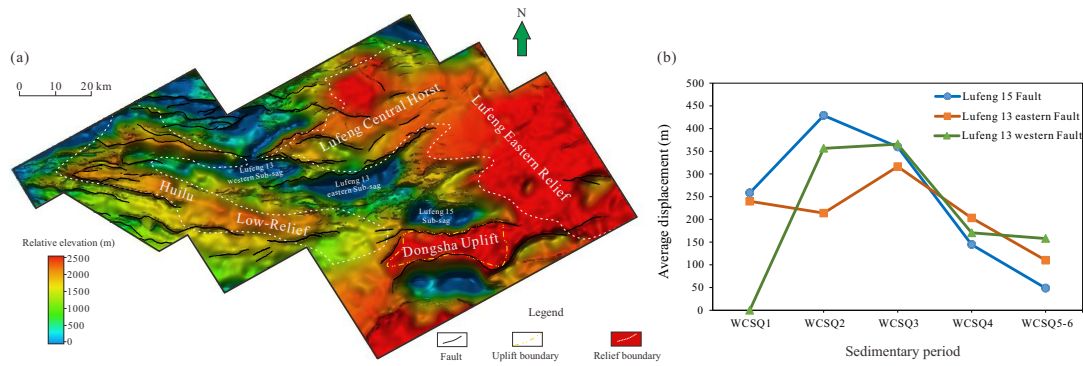 (a)
N
0 10 20 km
Lufeng Central Horst
Lufeng Eastern Relief
Lufeng 13
western Sub-sag
Lufeng 13
eastern Sub-sag
Huilu
Low-Relief
Lufeng 15
Sub-sag
Dongsha Uplift
Relative elevation (m)
2500
2000
1500
1000
500
0
Legend
Fault
Uplift boundary
Relief boundary
(b)
Average displacement (m)
500
450
400
350
300
250
200
150
100
50
0
Lufeng 15 Fault
Lufeng 13 eastern Fault
Lufeng 13 western Fault
WCSQ1 WCSQ2 WCSQ3 WCSQ4 WCSQ5-6
Sedimentary period